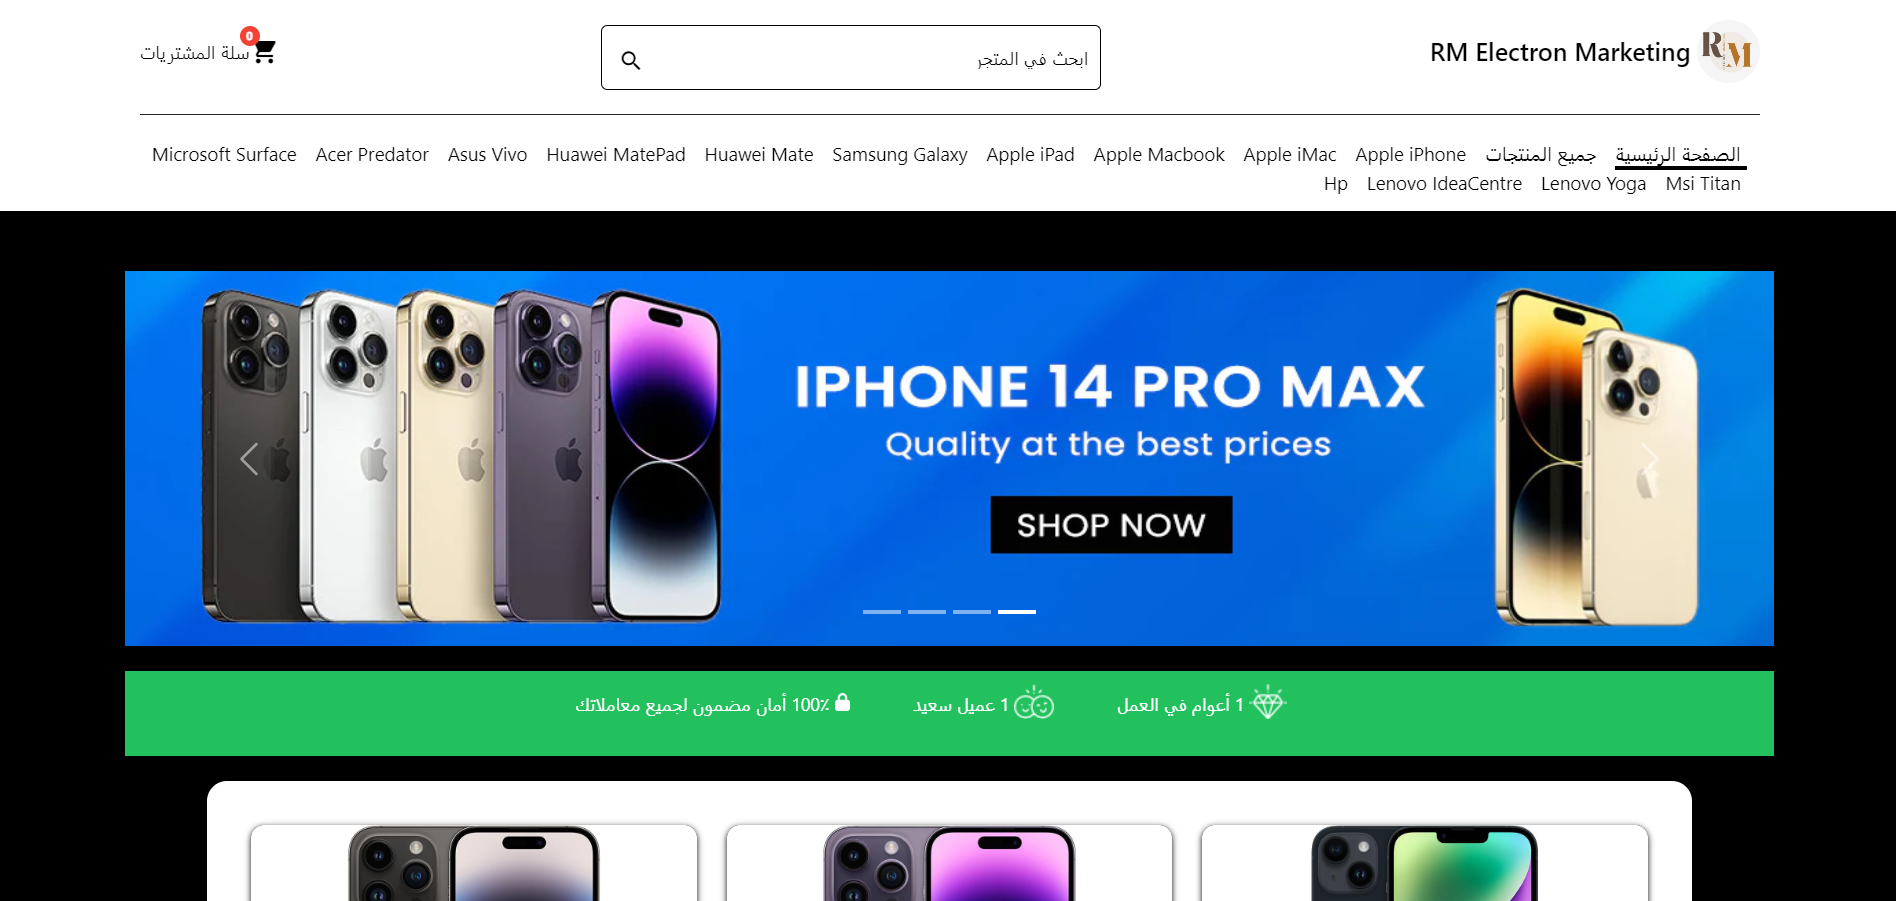 RM Electron Marketing
RM
ابحث في المتجر
سلة المشتريات
0
الصفحة الرئيسية جميع المنتجات Apple iPhone Apple iMac Apple Macbook Apple iPad Samsung Galaxy Huawei Mate Huawei MatePad Asus Vivo Acer Predator Microsoft Surface
Msi Titan Lenovo Yoga Lenovo IdeaCentre Hp
IPHONE 14 PRO MAX
Quality at the best prices
SHOP NOW
1 أعوام في العمل
1 عميل سعيد
100٪ أمان مضمون لجميع معاملاتك